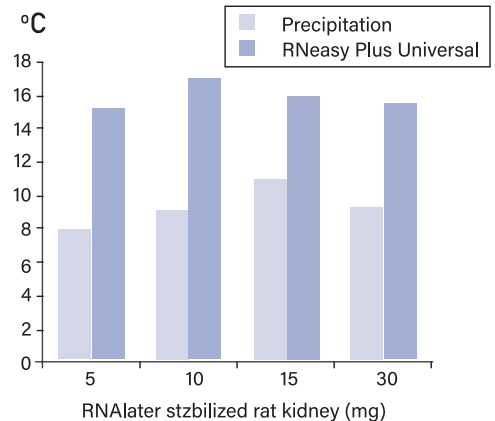 ºC
Precipitation
RNeasy Plus Universal
18
16
14
12
10
8
6
4
2
0
5 10 15 30
RNAlater stzbilized rat kidney (mg)